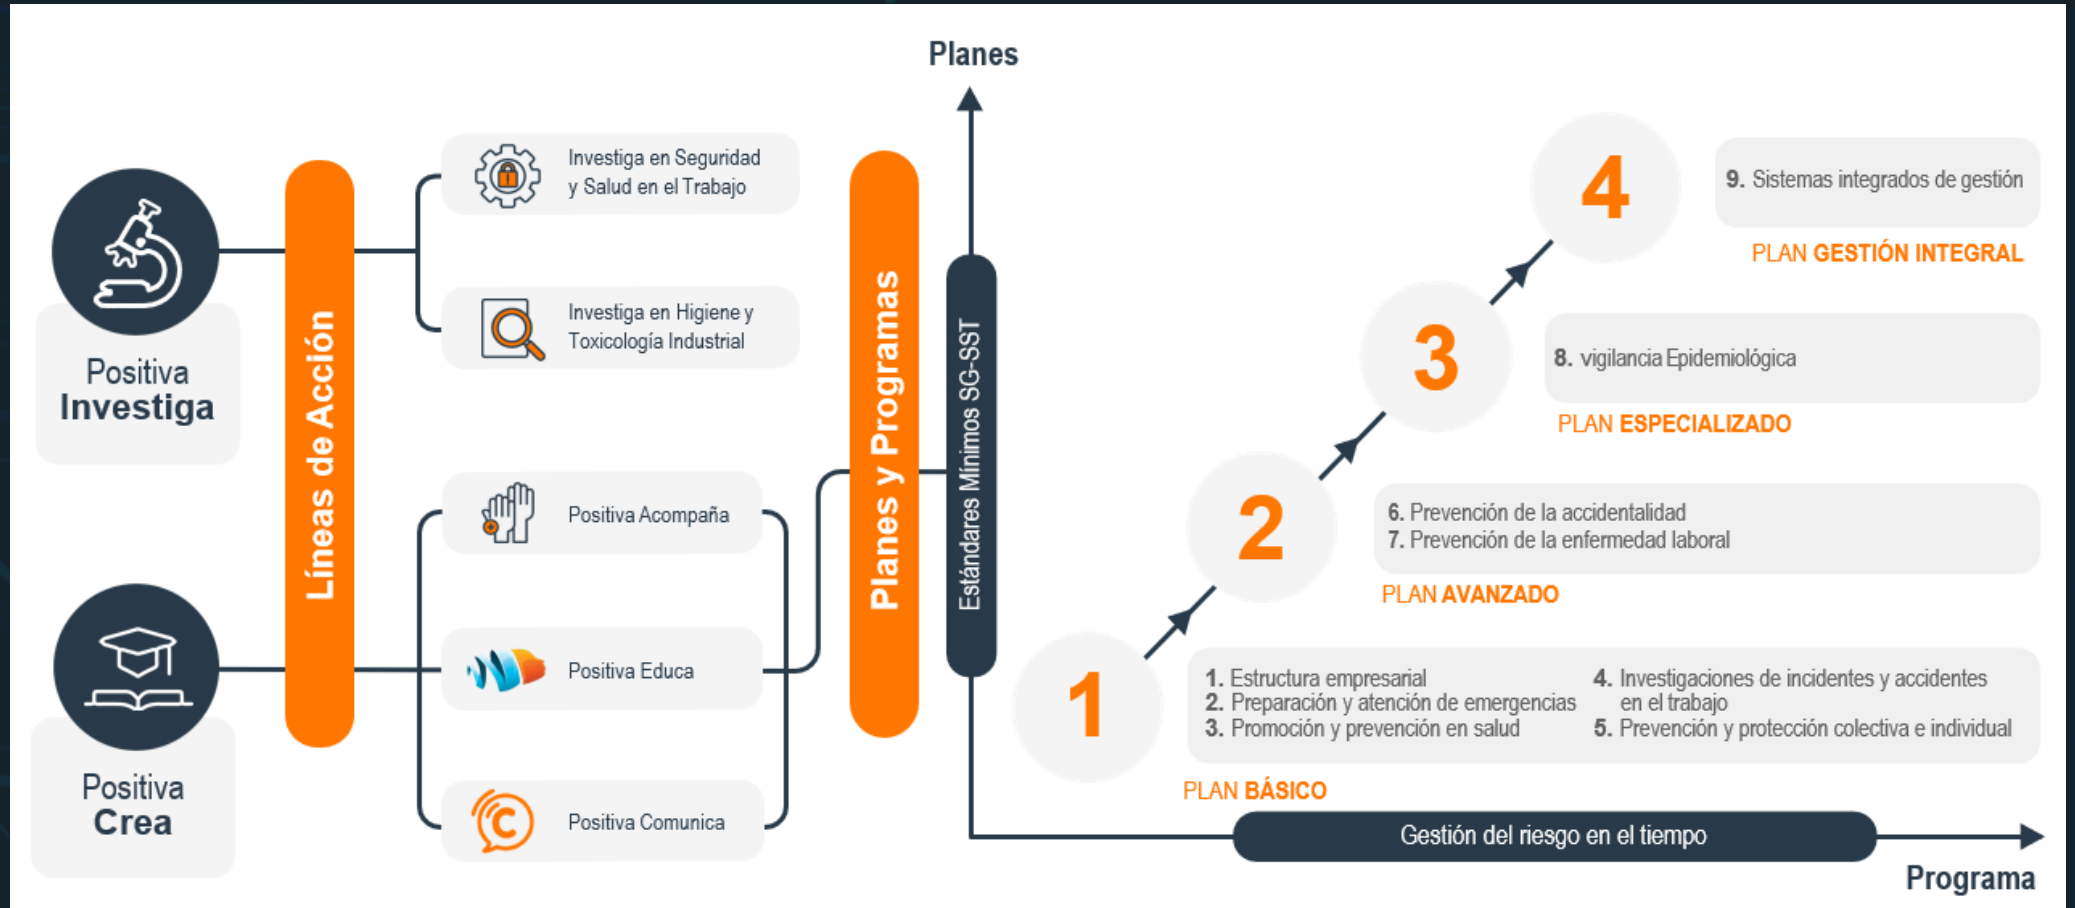 Positiva
Investiga
Positiva
Crea
Líneas de Acción
Investiga en Seguridad
y Salud en el Trabajo
Investiga en Higiene y
Toxicología Industrial
Positiva Acompaña
Positiva Educa
C
Positiva Comunica
Planes y Programas
Planes
Estándares Mínimos SG-SST
4
9. Sistemas integrados de gestión
PLAN GESTIÓN INTEGRAL
3
8. vigilancia Epidemiológica
PLAN ESPECIALIZADO
2
6. Prevención de la accidentalidad
7. Prevención de la enfermedad laboral
PLAN AVANZADO
1
1. Estructura empresarial
2. Preparación y atención de emergencias
3. Promoción y prevención en salud
4. Investigaciones de incidentes y accidentes
en el trabajo
5. Prevención y protección colectiva e individual
PLAN BÁSICO
Gestión del riesgo en el tiempo
Programa